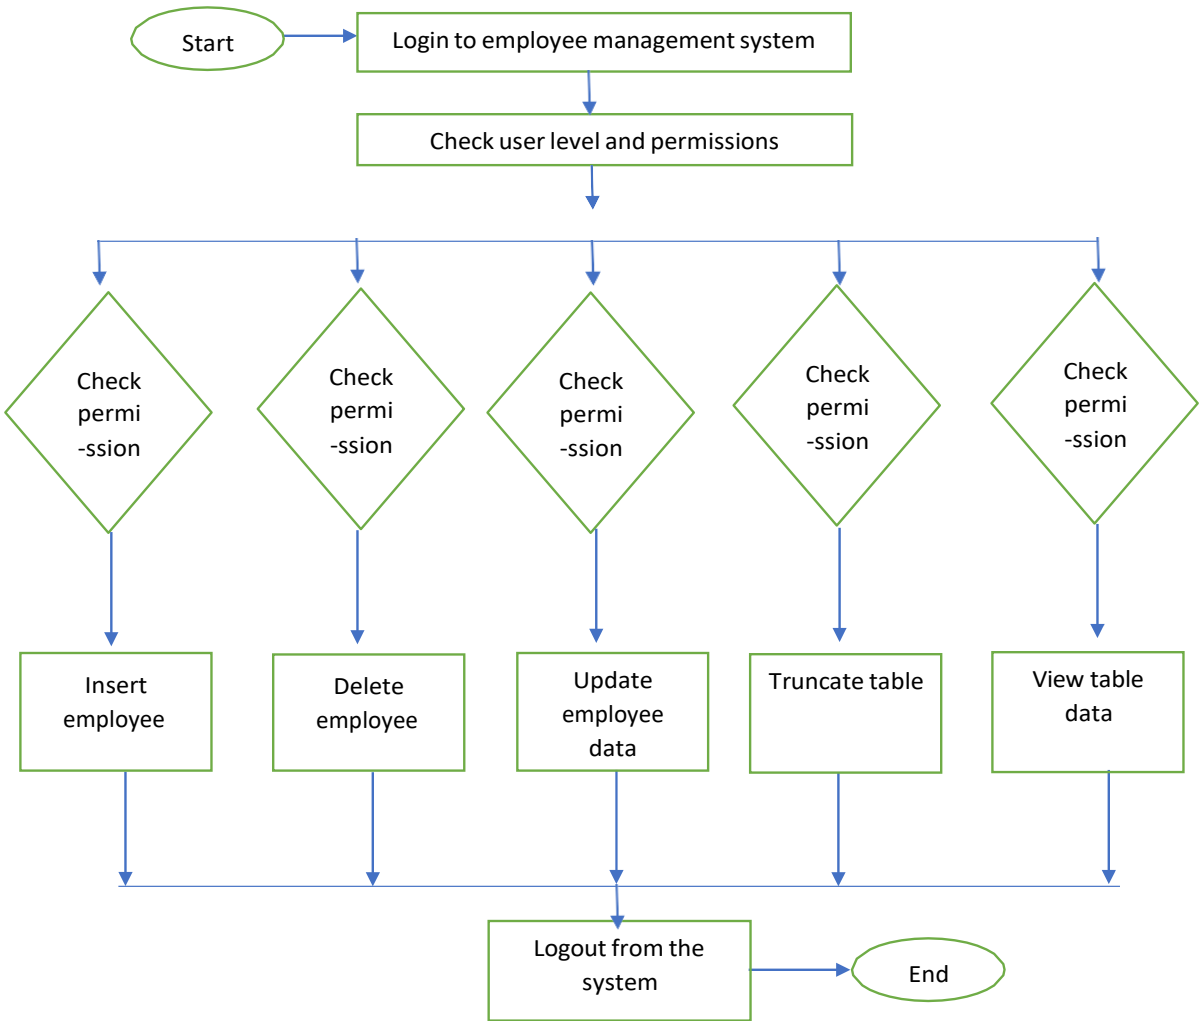 Start
Login to employee management system
Check user level and permissions
Check
permi
-ssion
Check
permi
-ssion
Check
permi
-ssion
Check
permi
-ssion
Check
permi
-ssion
Insert
employee
Delete
employee
Update
employee
data
Truncate table
View table
data
Logout from the
system
End